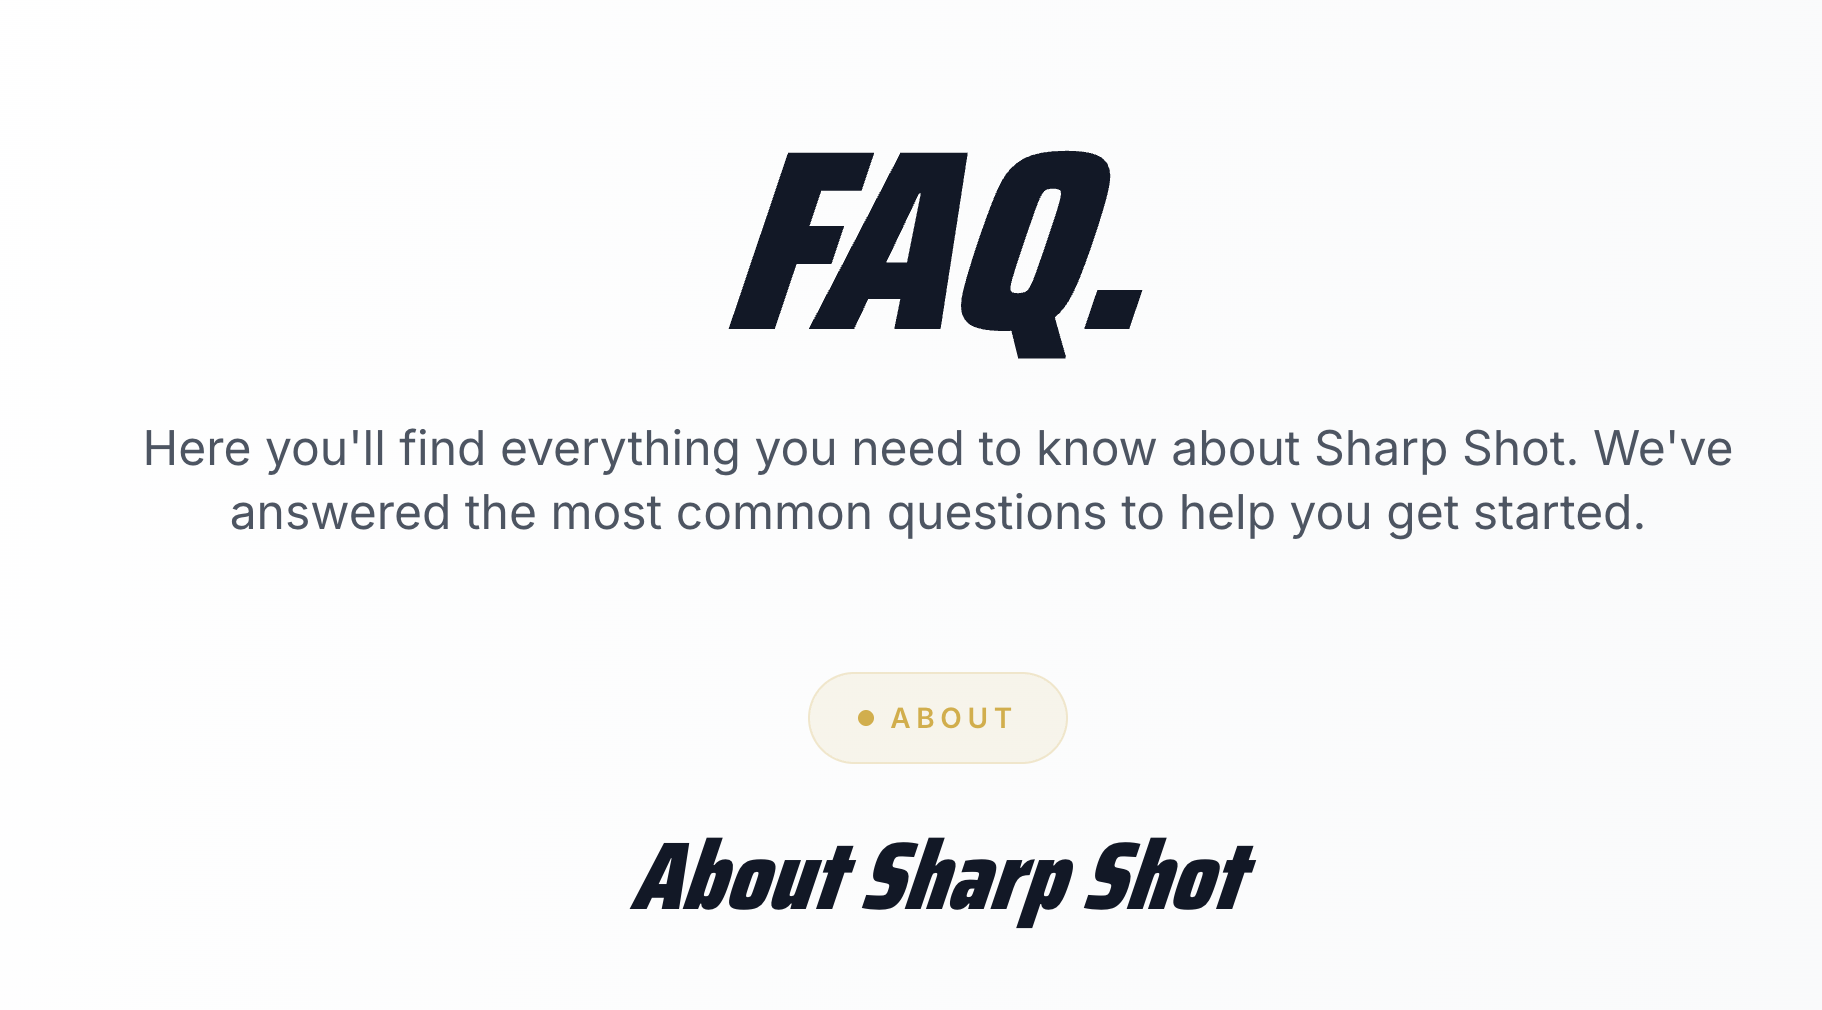 FAQ.
Here you'll find everything you need to know about Sharp Shot. We've
answered the most common questions to help you get started.
ABOUT
About Sharp Shot